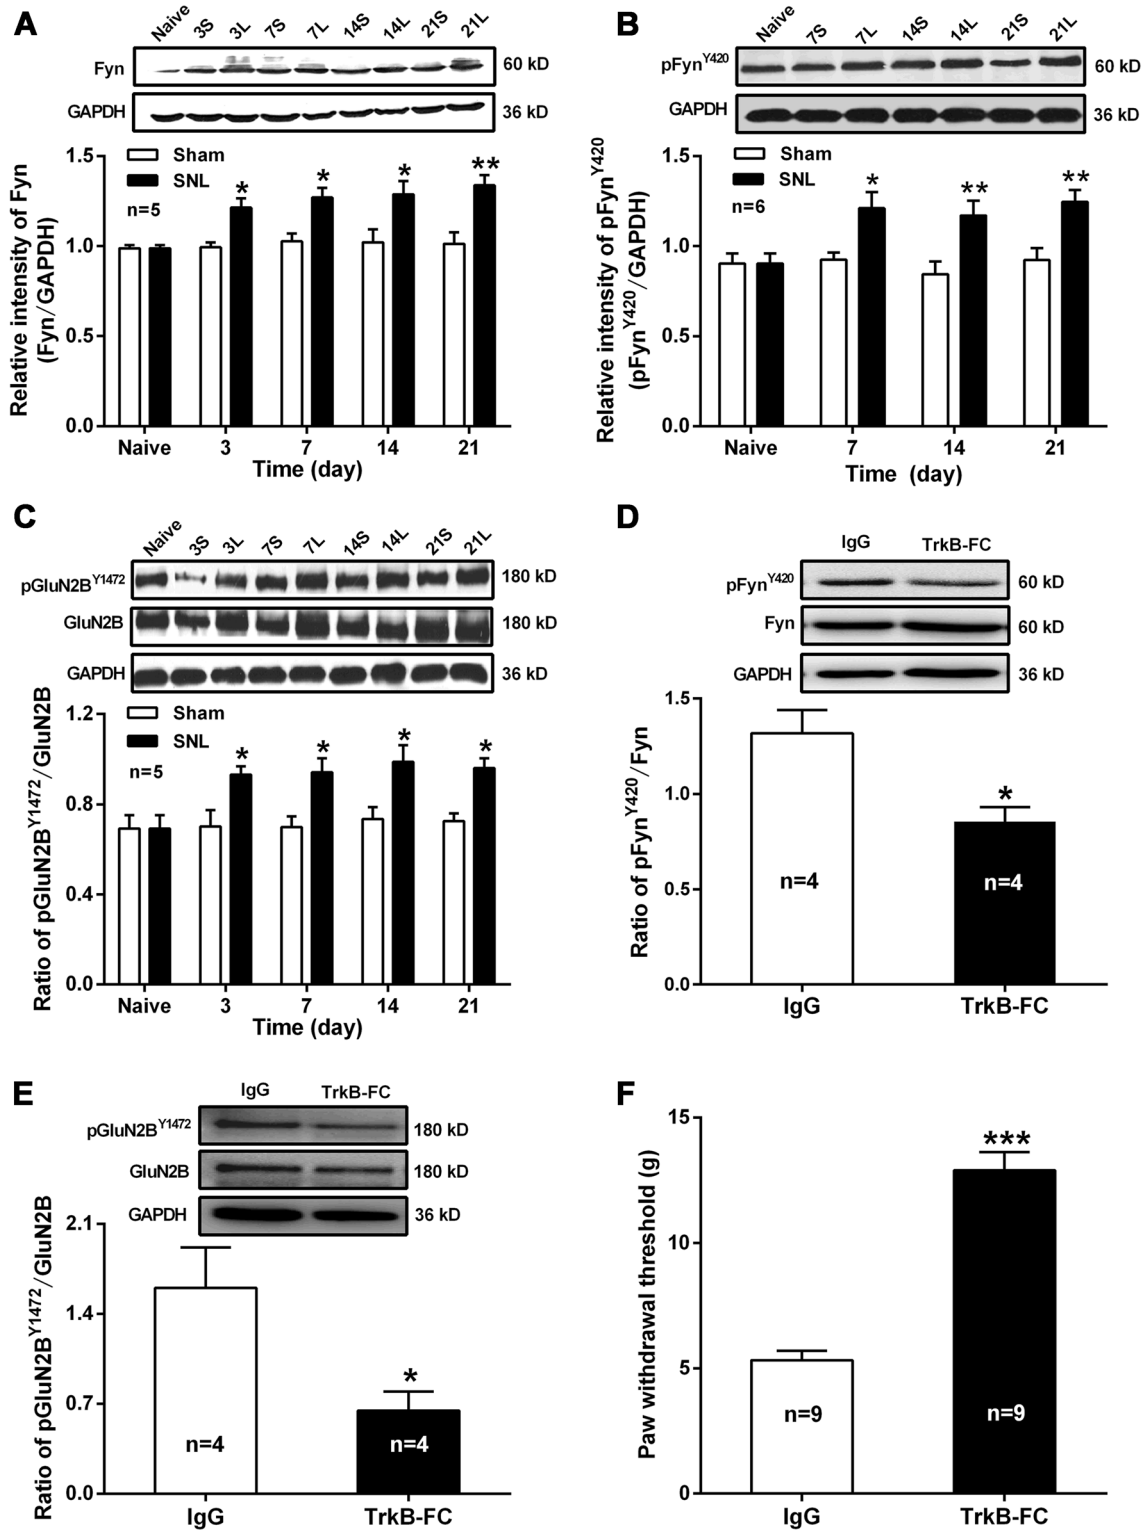 A
Naive 3S 3L 7S 7L 14S 14L 21S 21L
Fyn 60 kD
GAPDH 36 kD
Relative intensity of Fyn
(Fyn/GAPDH)
1.5
1.0
0.5
0.0
Sham
SNL
n=5
* * * **
Naive 3 7 14 21
Time (day)
B
Naive 7S 7L 14S 14L 21S 21L
pFynY420 60 kD
GAPDH 36 kD
Relative intensity of pFynY420
(pFynY420/GAPDH)
1.5
1.0
0.5
0.0
Sham
SNL
n=6
* ** **
Naive 7 14 21
Time (day)
C
Naive 3S 3L 7S 7L 14S 14L 21S 21L
pGluN2BY1472 180 kD
GluN2B 180 kD
GAPDH 36 kD
Ratio of pGluN2BY1472/GluN2B
1.2
0.8
0.4
0.0
Sham
SNL
n=5
* * * *
Naive 3 7 14 21
Time (day)
D
IgG TrkB-FC
pFynY420 60 kD
Fyn 60 kD
GAPDH 36 kD
Ratio of pFynY420/Fyn
1.5
1.0
0.5
0.0
*
n=4 n=4
IgG TrkB-FC
E
IgG TrkB-FC
pGluN2BY1472 180 kD
GluN2B 180 kD
GAPDH 36 kD
Ratio of pGluN2BY1472/GluN2B
2.1
1.4
0.7
0.0
*
n=4 n=4
IgG TrkB-FC
F
Paw withdrawal threshold (g)
15
10
5
0
***
n=9 n=9
IgG TrkB-FC